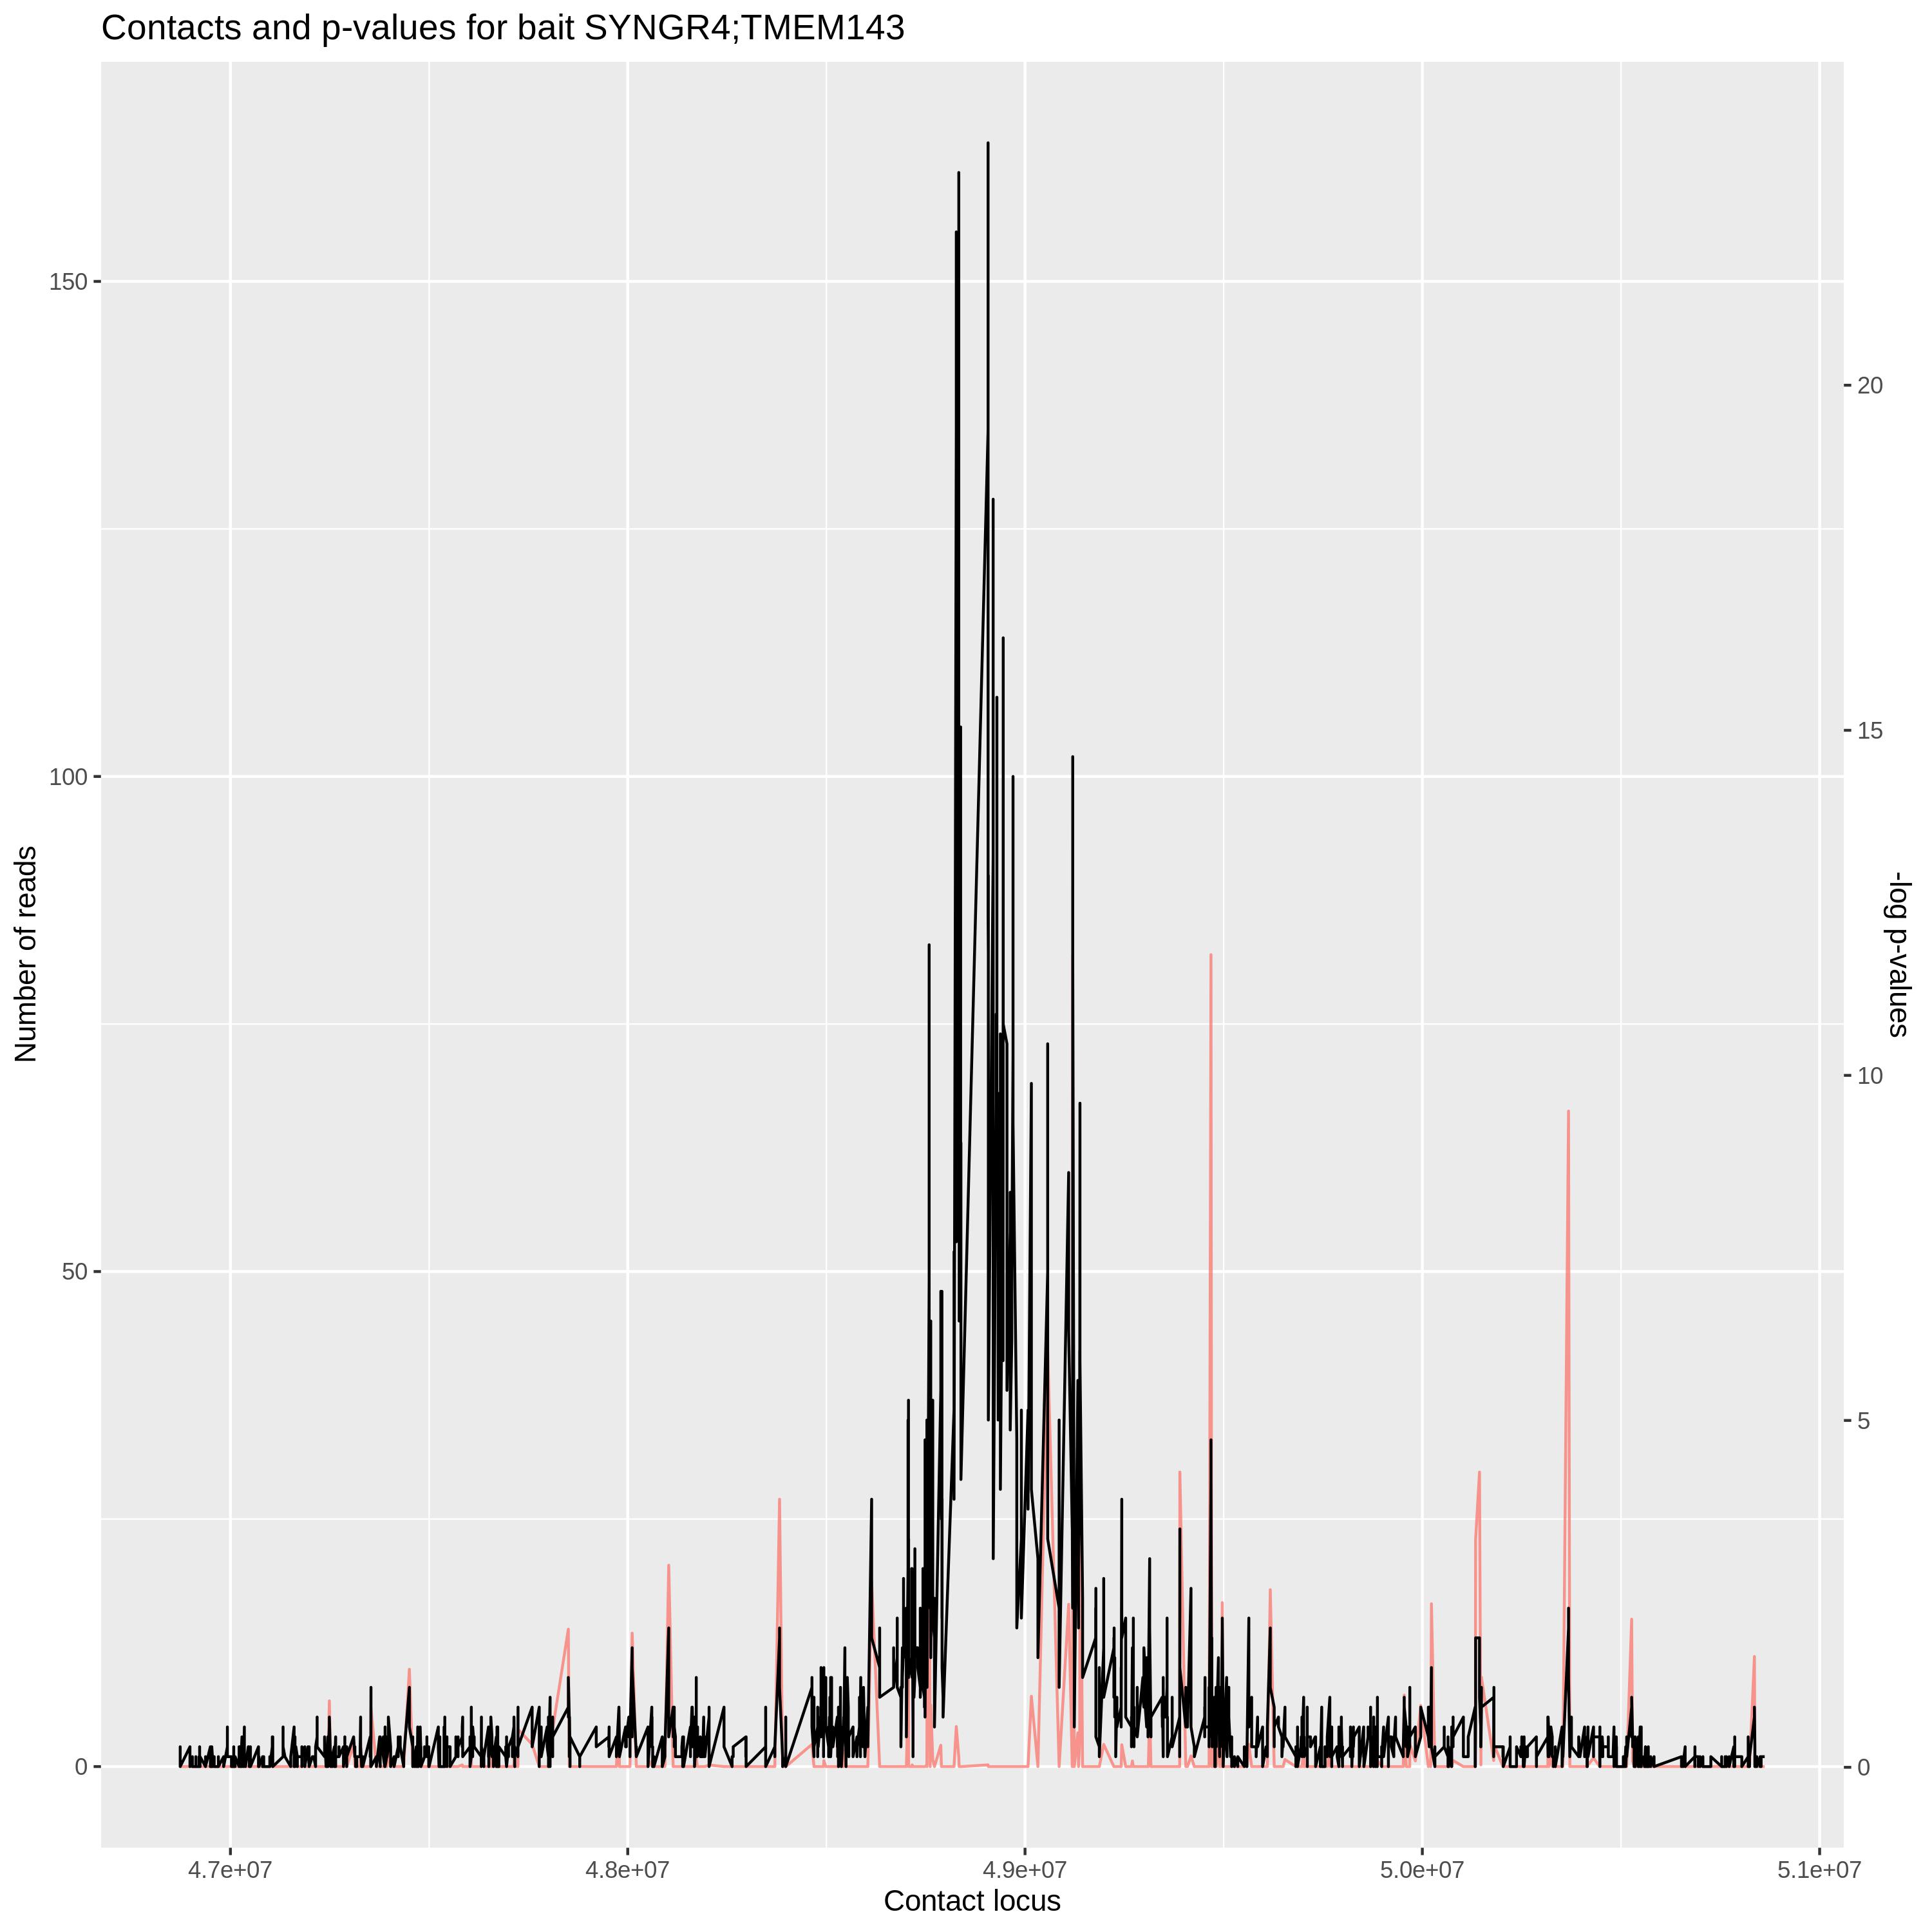 Contacts and p-values for bait SYNGR4;TMEM143
150
100
50
0
Number of reads
20
15
10
5
0
-log p-values
4.7e+07 4.8e+07 4.9e+07 5.0e+07 5.1e+07
Contact locus